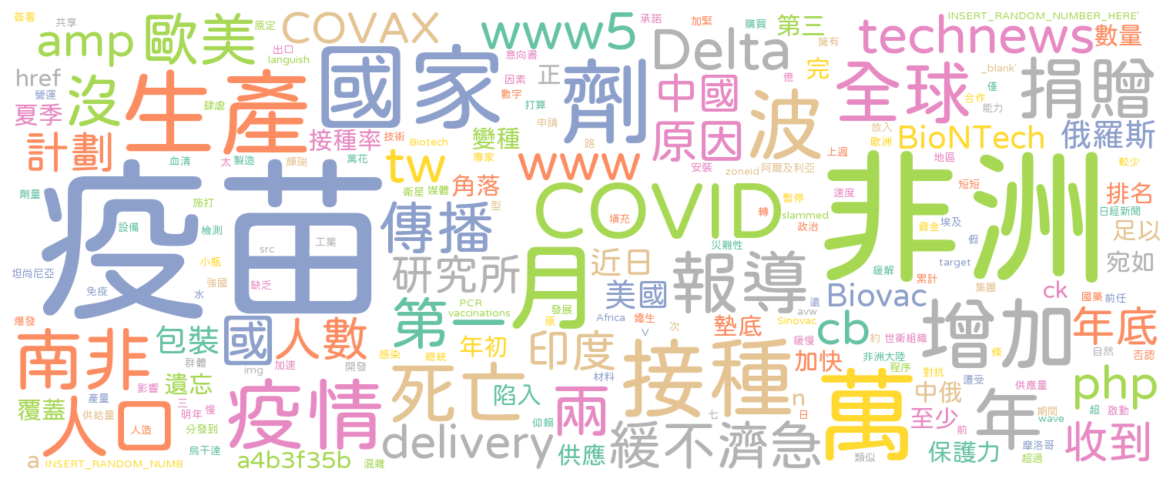 簽署 共享 原定 COVAX www5 承諾 加緊 購買 第三 INSERT_RANDOM_NUMBER_HERE'
amp 歐美 出口 languish 意向書 Delta 擁有 technews 數量
href 沒 生產 國家 因素 正 劑 億 完 _blank' 僅 捐贈
營運 肆虐 數字 打算 中國 波 全球 合作 能力
夏季 接種率 技術 Biotech 變種 申請 原因 放入 BioNTech 俄羅斯
計劃 血清 太 製造 輝瑞 萬花 tw 專家 www 路 安裝 zoneid 阿爾及利亞 上週 歐洲 地區 較少
疫苗 劑量 施打 衛星 媒體 角落 型 COVID 填充 轉 暫停 slammed 政治 速度 非洲 短短 資金 埃及 假 排名 日經新聞 足以
設備 檢測 src 工業 傳播 災難性 緩解 target 宛如
坦尚尼亞 小瓶 強國 缺乏 研究所 月 近日 報導 累計 集團
免疫 水 PCR vaccinations 美國 遠 avw Biovac ck 國藥 前任
爆發 包裝 國 人數 第一 發展 Africa 嬝生 墊底 Sinovac cb 豹 世衛組織 增加 年底
南非 群體 img 加速 開發 感染 總統 年初 原 V 次 印度 緩慢 加快 非洲大陸 程序 條 自然 否認
遺忘 影響 死亡 陷入 材料 接種 n 萬 對抗 中俄 遭受 供應量 php
覆蓋 產量 供給量 三 明年 慢 疫情 仰賴 兩 七 日 至少 年 期間 超 啟動
人口 人造 分發到 烏干達 delivery 供應 緩不濟急 前 wave 摩洛哥 收到
a INSERT_RANDOM_NUMB a4b3f35b 混雜 類似 保護力 超過